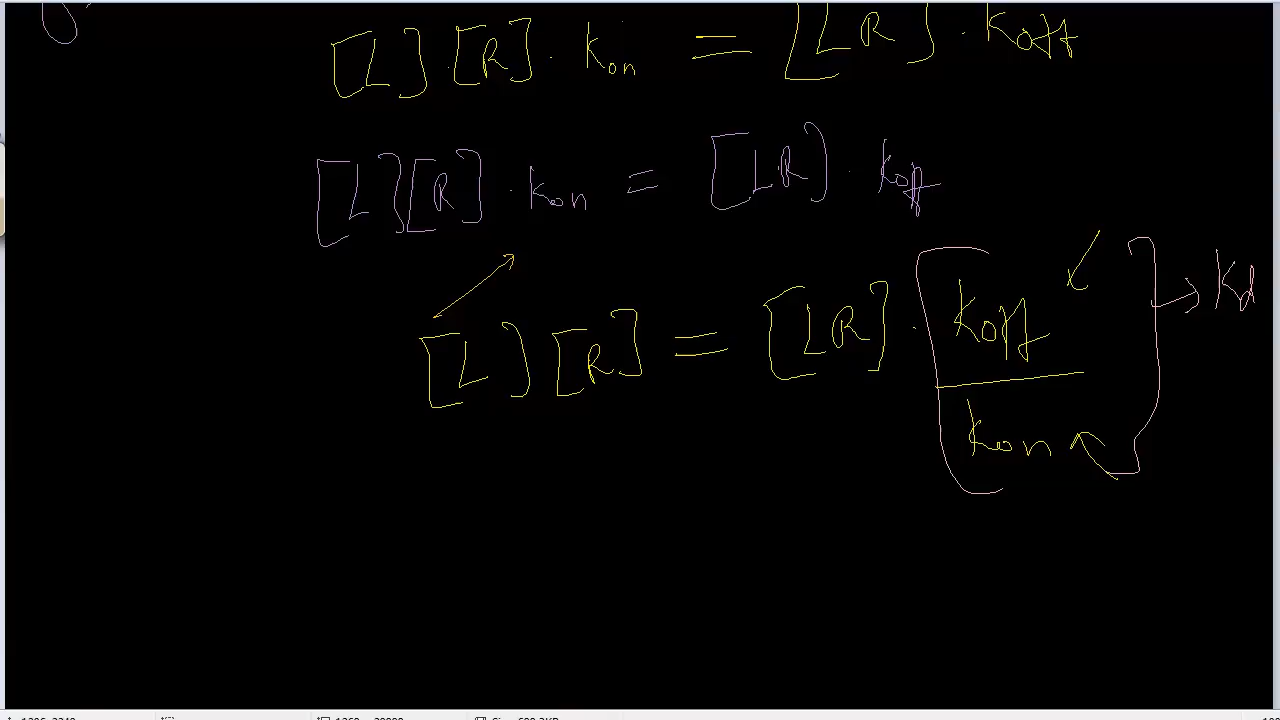 [L][R] · kon = [LR] · koff
[L][R] · kon = [LR] · koff
[L][R] = [LR] · koff / kon → Kd